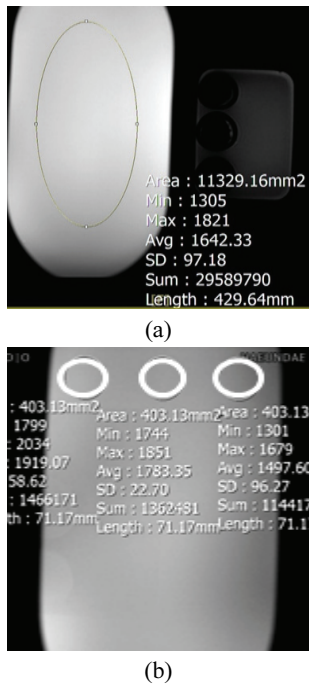 Area : 11329.16mm2
Min : 1305
Max : 1821
Avg : 1642.33
SD : 97.18
Sum : 29589790
Length : 429.64mm
(a)
: 403.13mm2 Area : 403.13mm2 Area : 403.13
1799 Min : 1744 Min : 1301
: 2034 Max : 1851 Max : 1679
: 1919.07 Avg : 1783.35 Avg : 1497.60
58.62 SD : 22.70 SD : 96.27
: 1466171 Sum : 1362481 Sum : 114417
th : 71.17mm Length : 71.17mm Length : 71.1
(b)